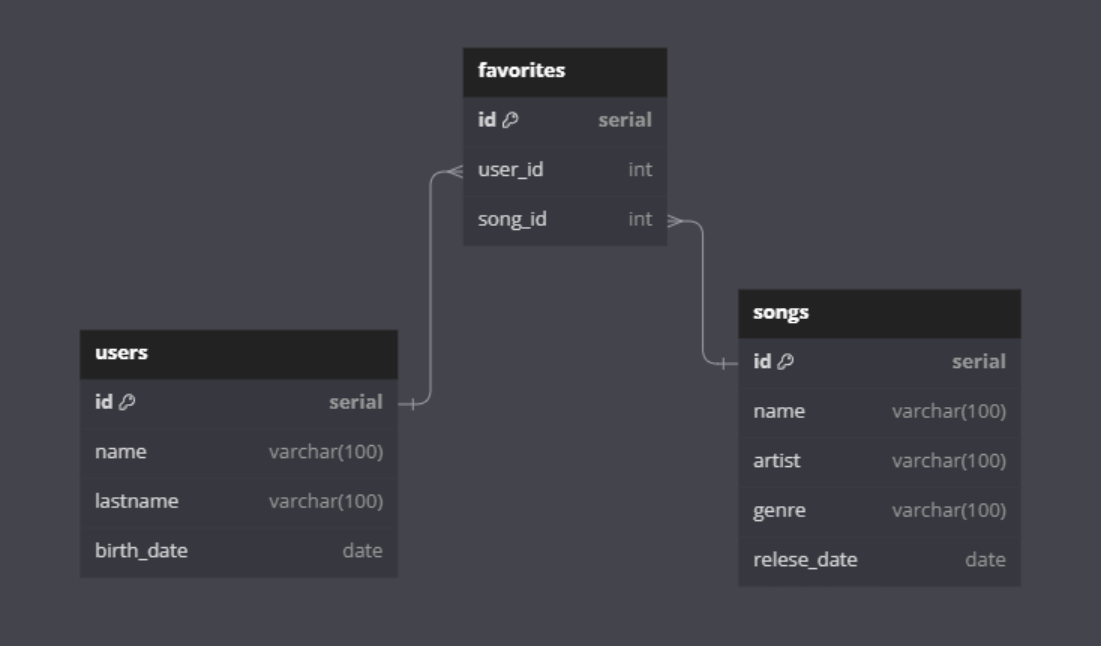 favorites
id serial
user_id int
song_id int
users
id serial
name varchar(100)
lastname varchar(100)
birth_date date
songs
id serial
name varchar(100)
artist varchar(100)
genre varchar(100)
relese_date date